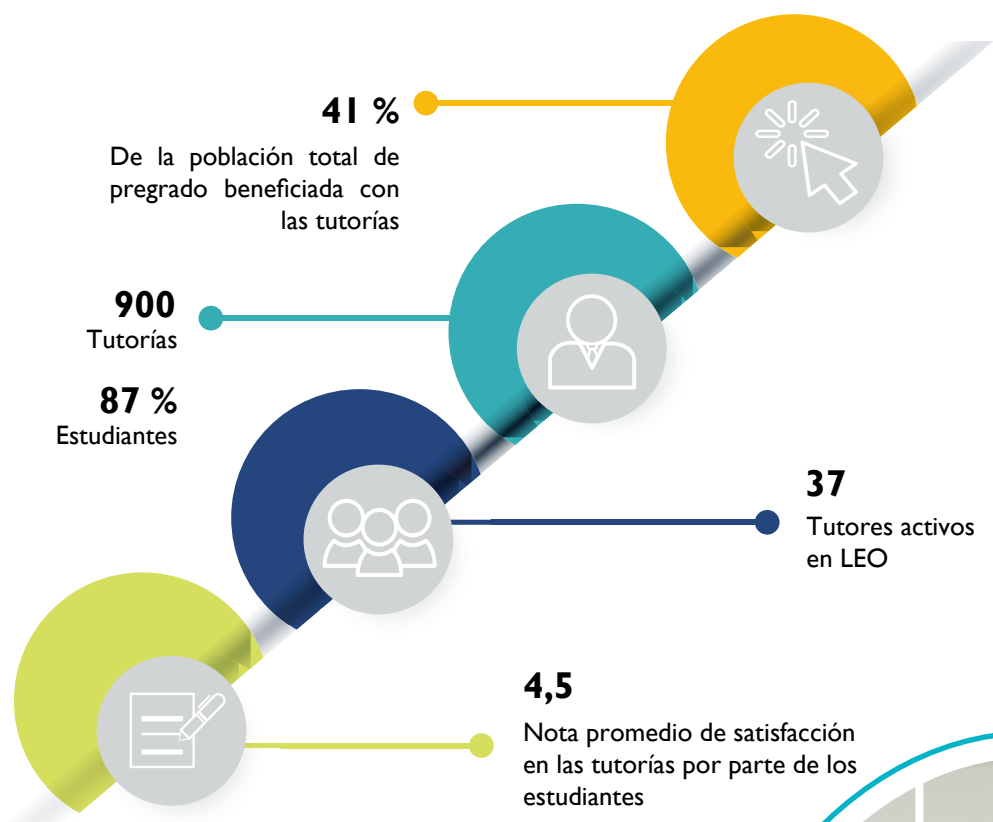 41 %
De la población total de
pregrado beneficiada con
las tutorías
900
Tutorías
87 %
Estudiantes
37
Tutores activos
en LEO
4,5
Nota promedio de satisfacción
en las tutorías por parte de los
estudiantes